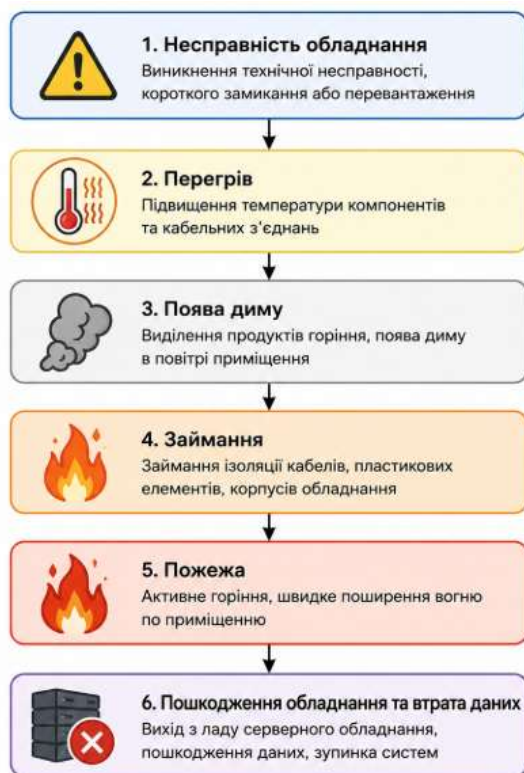 1. Несправність обладнання
Виникнення технічної несправності,
короткого замикання або перевантаження
2. Перегрів
Підвищення температури компонентів
та кабельних з’єднань
3. Поява диму
Виділення продуктів горіння, поява диму
в повітрі приміщення
4. Займання
Займання ізоляції кабелів, пластикових
елементів, корпусів обладнання
5. Пожежа
Активне горіння, швидке поширення вогню
по приміщенню
6. Пошкодження обладнання та втрата даних
Вихід з ладу серверного обладнання,
пошкодження даних, зупинка систем